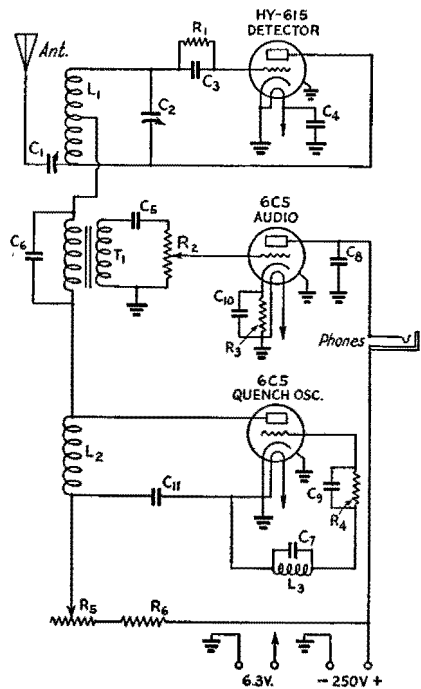 HY-615
DETECTOR
Ant.
R1
C3
L1
C2
C4
C1
6C5
AUDIO
C6
C5
T1
R2
C8
C10
R3
Phones
6C5
QUENCH OSC.
L2
C11
C9
R4
C7
L3
R5
R6
6.3V.
- 250V +